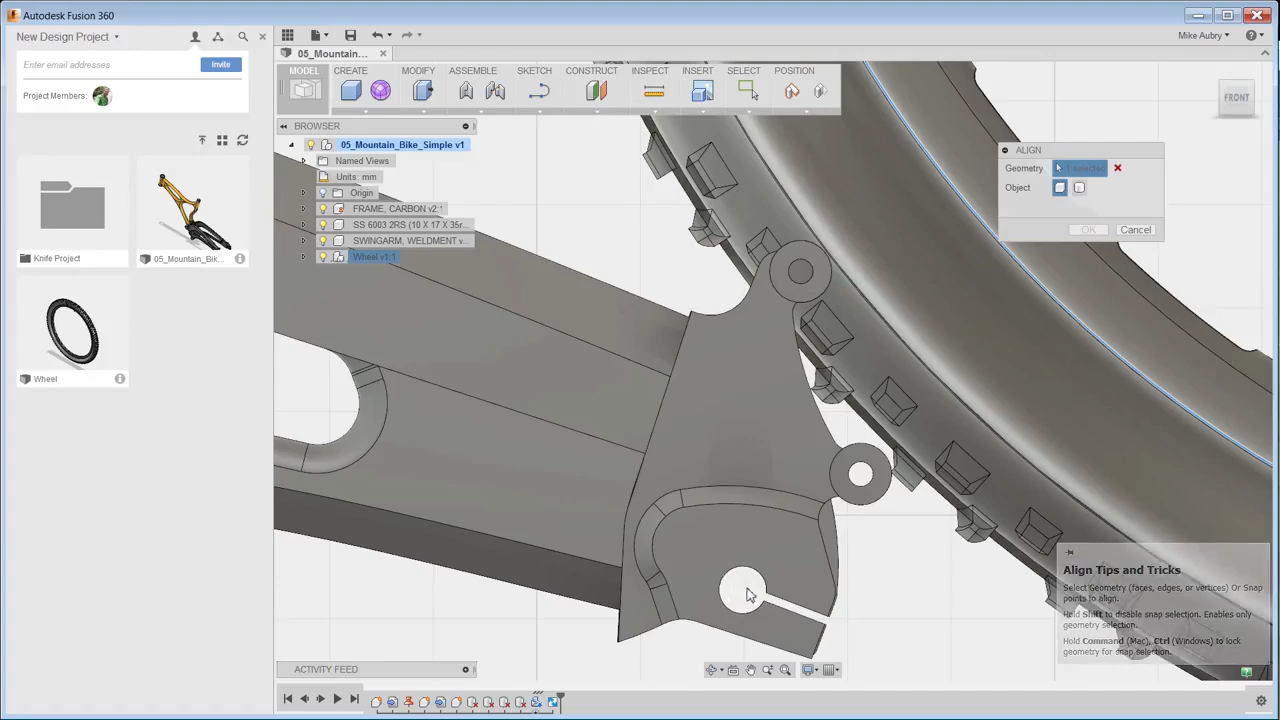 Autodesk Fusion 360
New Design Project
05_Mountain...
Mike Aubry
Enter email addresses
Invite
Project Members:
MODEL CREATE MODIFY ASSEMBLE SKETCH CONSTRUCT INSPECT INSERT SELECT POSITION
FRONT
BROWSER
05_Mountain_Bike_Simple v1
Named Views
Units: mm
Origin
FRAME, CARBON v2:1
SS 6003 2RS (10 X 17 X 35r...
SWINGARM, WELDMENT v...
Wheel v1:1
ALIGN
Geometry 1 selected
Object
OK Cancel
Knife Project
05_Mountain_Bik...
Wheel
Align Tips and Tricks
Select Geometry (faces, edges, or vertices) Or Snap
points to align.
Hold Shift to disable snap selection. Enables only
geometry selection.
Hold Command (Mac), Ctrl (Windows) to lock
geometry for snap selection.
ACTIVITY FEED